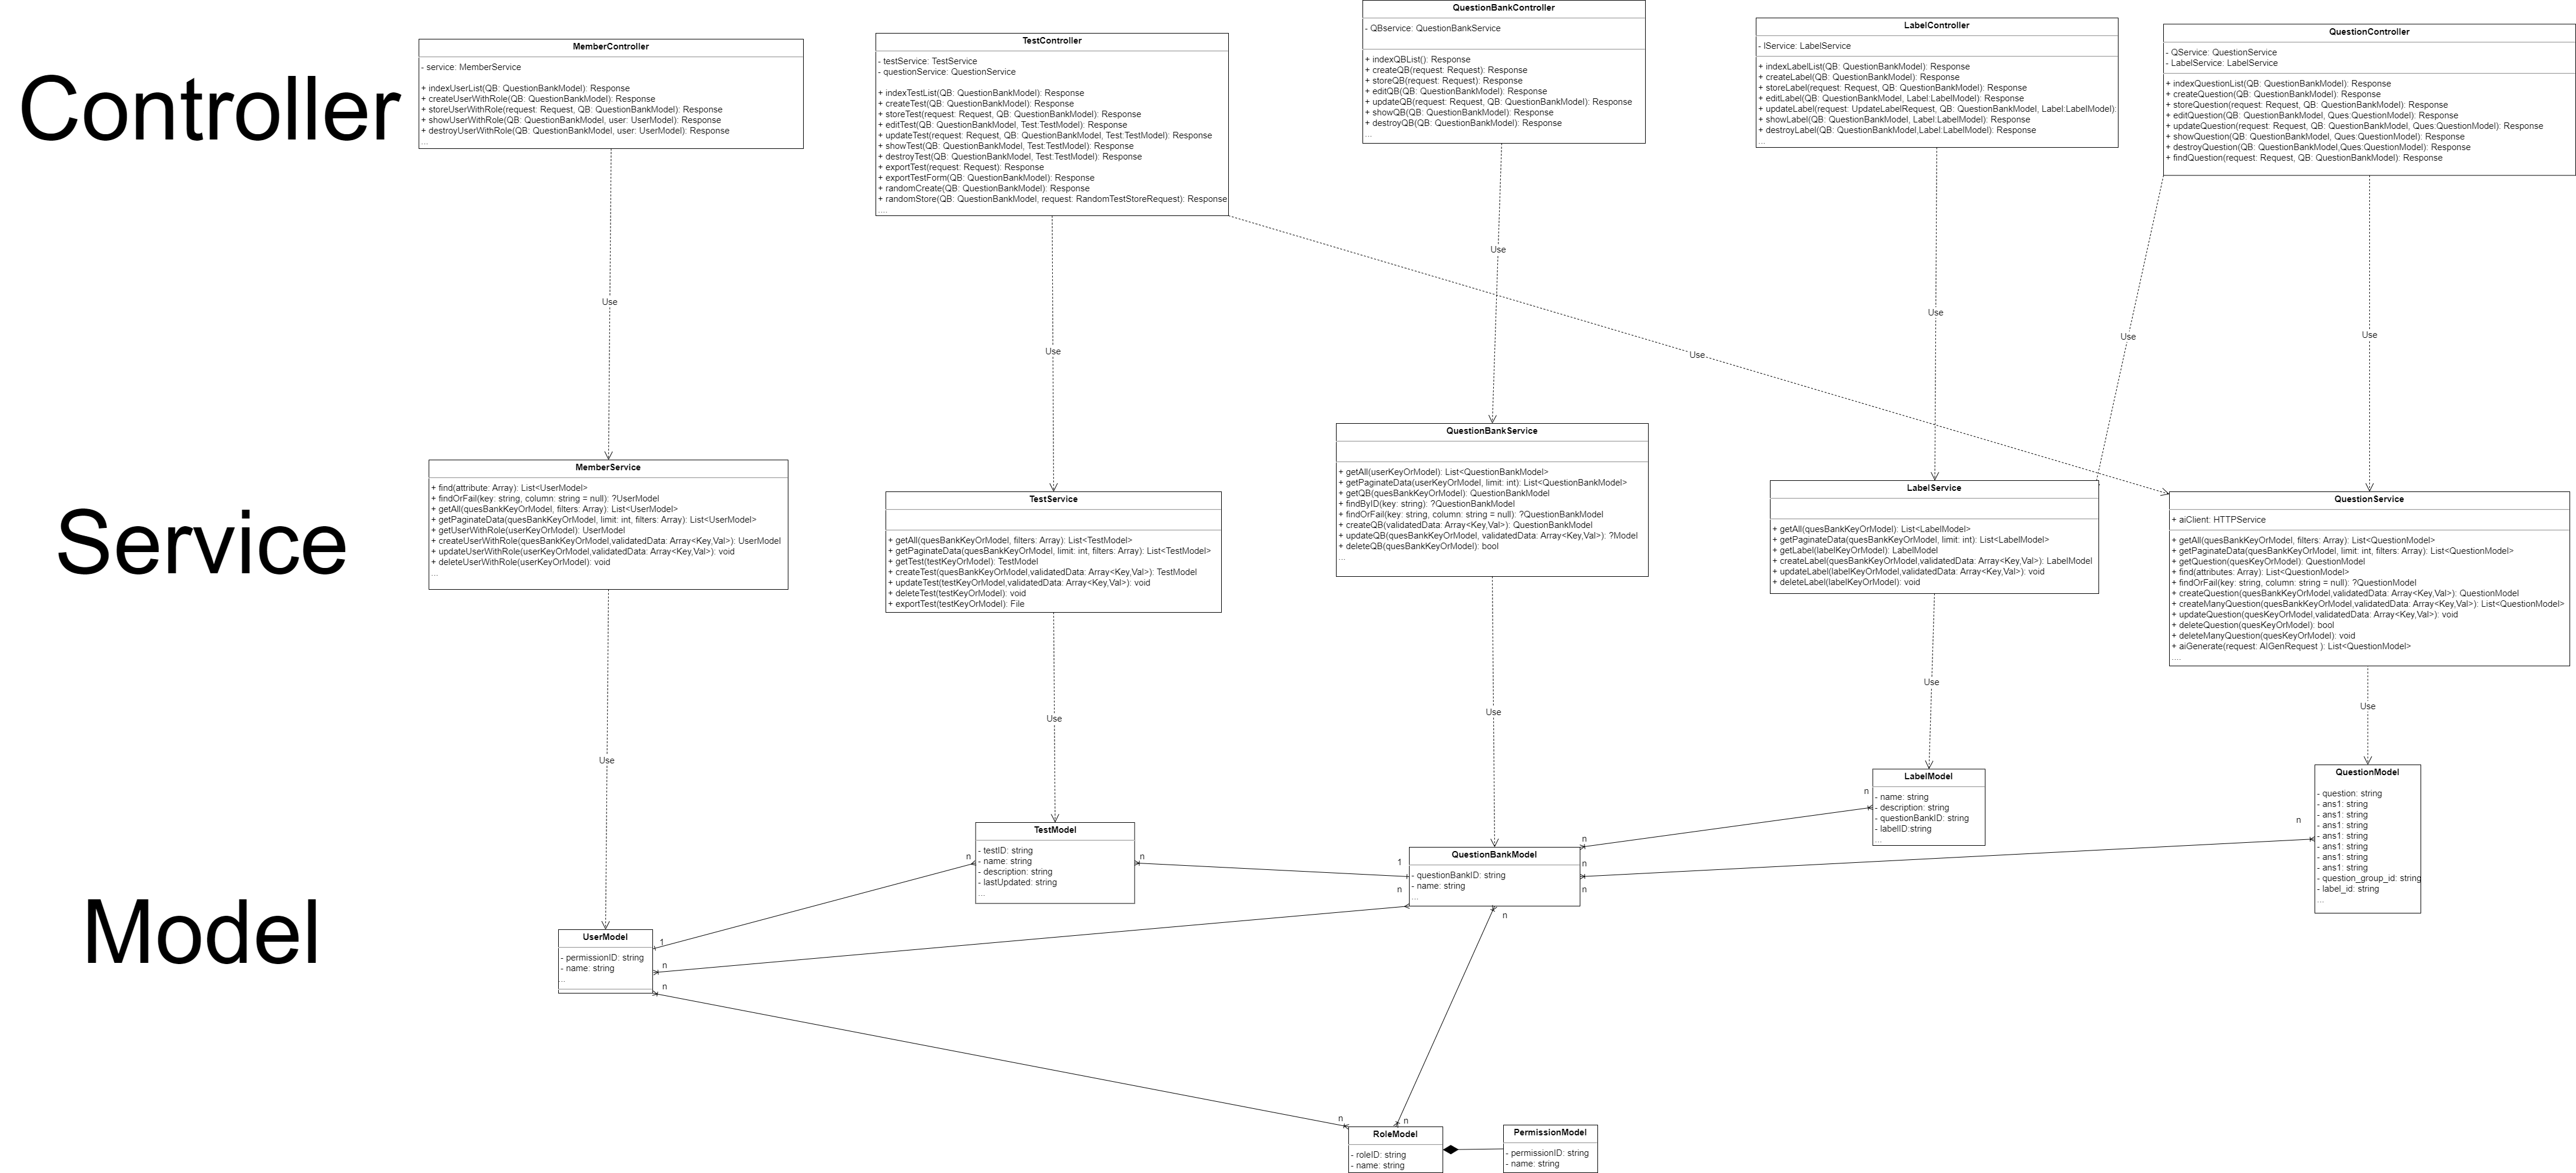 Controller
MemberController
- service: MemberService
+ indexUserList(QB: QuestionBankModel): Response
+ createUserWithRole(QB: QuestionBankModel): Response
+ storeUserWithRole(request: Request, QB: QuestionBankModel): Response
+ showUserWithRole(QB: QuestionBankModel, user: UserModel): Response
+ destroyUserWithRole(QB: QuestionBankModel, user: UserModel): Response
...
TestController
- testService: TestService
- questionService: QuestionService
+ indexTestList(QB: QuestionBankModel): Response
+ createTest(QB: QuestionBankModel): Response
+ storeTest(request: Request, QB: QuestionBankModel): Response
+ editTest(QB: QuestionBankModel, Test:TestModel): Response
+ updateTest(request: Request, QB: QuestionBankModel, Test:TestModel): Response
+ showTest(QB: QuestionBankModel, Test:TestModel): Response
+ destroyTest(QB: QuestionBankModel, Test:TestModel): Response
+ exportTest(request: Request): Response
+ exportTestForm(QB: QuestionBankModel): Response
+ randomCreate(QB: QuestionBankModel): Response
+ randomStore(QB: QuestionBankModel, request: RandomTestStoreRequest): Response
....
QuestionBankController
- QBservice: QuestionBankService
+ indexQBList(): Response
+ createQB(request: Request): Response
+ storeQB(request: Request): Response
+ editQB(QB: QuestionBankModel): Response
+ updateQB(request: Request, QB: QuestionBankModel): Response
+ showQB(QB: QuestionBankModel): Response
+ destroyQB(QB: QuestionBankModel): Response
...
LabelController
- lService: LabelService
+ indexLabelList(QB: QuestionBankModel): Response
+ createLabel(QB: QuestionBankModel): Response
+ storeLabel(request: Request, QB: QuestionBankModel): Response
+ editLabel(QB: QuestionBankModel, Label:LabelModel): Response
+ updateLabel(request: UpdateLabelRequest, QB: QuestionBankModel, Label:LabelModel):
+ showLabel(QB: QuestionBankModel, Label:LabelModel): Response
+ destroyLabel(QB: QuestionBankModel,Label:LabelModel): Response
...
QuestionController
- QService: QuestionService
- LabelService: LabelService
+ indexQuestionList(QB: QuestionBankModel): Response
+ createQuestion(QB: QuestionBankModel): Response
+ storeQuestion(request: Request, QB: QuestionBankModel): Response
+ editQuestion(QB: QuestionBankModel, Ques:QuestionModel): Response
+ updateQuestion(request: Request, QB: QuestionBankModel, Ques:QuestionModel): Response
+ showQuestion(QB: QuestionBankModel, Ques:QuestionModel): Response
+ destroyQuestion(QB: QuestionBankModel,Ques:QuestionModel): Response
+ findQuestion(request: Request, QB: QuestionBankModel): Response
Use
Use
Use
Use
Use
Use
Use
Service
MemberService
+ find(attribute: Array): List<UserModel>
+ findOrFail(key: string, column: string = null): ?UserModel
+ getAll(quesBankKeyOrModel, filters: Array): List<UserModel>
+ getPaginateData(quesBankKeyOrModel, limit: int, filters: Array): List<UserModel>
+ getUserWithRole(userKeyOrModel): UserModel
+ createUserWithRole(quesBankKeyOrModel,validatedData: Array<Key,Val>): UserModel
+ updateUserWithRole(userKeyOrModel,validatedData: Array<Key,Val>): void
+ deleteUserWithRole(userKeyOrModel): void
...
TestService
+ getAll(quesBankKeyOrModel, filters: Array): List<TestModel>
+ getPaginateData(quesBankKeyOrModel, limit: int, filters: Array): List<TestModel>
+ getTest(testKeyOrModel): TestModel
+ createTest(quesBankKeyOrModel,validatedData: Array<Key,Val>): TestModel
+ updateTest(testKeyOrModel,validatedData: Array<Key,Val>): void
+ deleteTest(testKeyOrModel): void
+ exportTest(testKeyOrModel): File
QuestionBankService
+ getAll(userKeyOrModel): List<QuestionBankModel>
+ getPaginateData(userKeyOrModel, limit: int): List<QuestionBankModel>
+ getQB(quesBankKeyOrModel): QuestionBankModel
+ findByID(key: string): ?QuestionBankModel
+ findOrFail(key: string, column: string = null): ?QuestionBankModel
+ createQB(validatedData: Array<Key,Val>): QuestionBankModel
+ updateQB(quesBankKeyOrModel, validatedData: Array<Key,Val>): ?Model
+ deleteQB(quesBankKeyOrModel): bool
...
LabelService
+ getAll(quesBankKeyOrModel): List<LabelModel>
+ getPaginateData(quesBankKeyOrModel, limit: int): List<LabelModel>
+ getLabel(labelKeyOrModel): LabelModel
+ createLabel(quesBankKeyOrModel,validatedData: Array<Key,Val>): LabelModel
+ updateLabel(labelKeyOrModel,validatedData: Array<Key,Val>): void
+ deleteLabel(labelKeyOrModel): void
QuestionService
+ aiClient: HTTPService
+ getAll(quesBankKeyOrModel, filters: Array): List<QuestionModel>
+ getPaginateData(quesBankKeyOrModel, limit: int, filters: Array): List<QuestionModel>
+ getQuestion(quesKeyOrModel): QuestionModel
+ find(attributes: Array): List<QuestionModel>
+ findOrFail(key: string, column: string = null): ?QuestionModel
+ createQuestion(quesBankKeyOrModel,validatedData: Array<Key,Val>): QuestionModel
+ createManyQuestion(quesBankKeyOrModel,validatedData: Array<Key,Val>): List<QuestionModel>
+ updateQuestion(quesKeyOrModel,validatedData: Array<Key,Val>): void
+ deleteQuestion(quesKeyOrModel): bool
+ deleteManyQuestion(quesKeyOrModel): void
+ aiGenerate(request: AIGenRequest ): List<QuestionModel>
....
Use
Use
Use
Use
Use
Model
UserModel
- permissionID: string
- name: string
...
TestModel
- testID: string
- name: string
- description: string
- lastUpdated: string
...
QuestionBankModel
- questionBankID: string
- name: string
...
LabelModel
- name: string
- description: string
- questionBankID: string
- labelID:string
...
QuestionModel
- question: string
- ans1: string
- ans1: string
- ans1: string
- ans1: string
- ans1: string
- ans1: string
- ans1: string
- question_group_id: string
- label_id: string
...
n
n
n
n
n
1
n
n
n
n
1
n
n
n
n
RoleModel
- roleID: string
- name: string
PermissionModel
- permissionID: string
- name: string